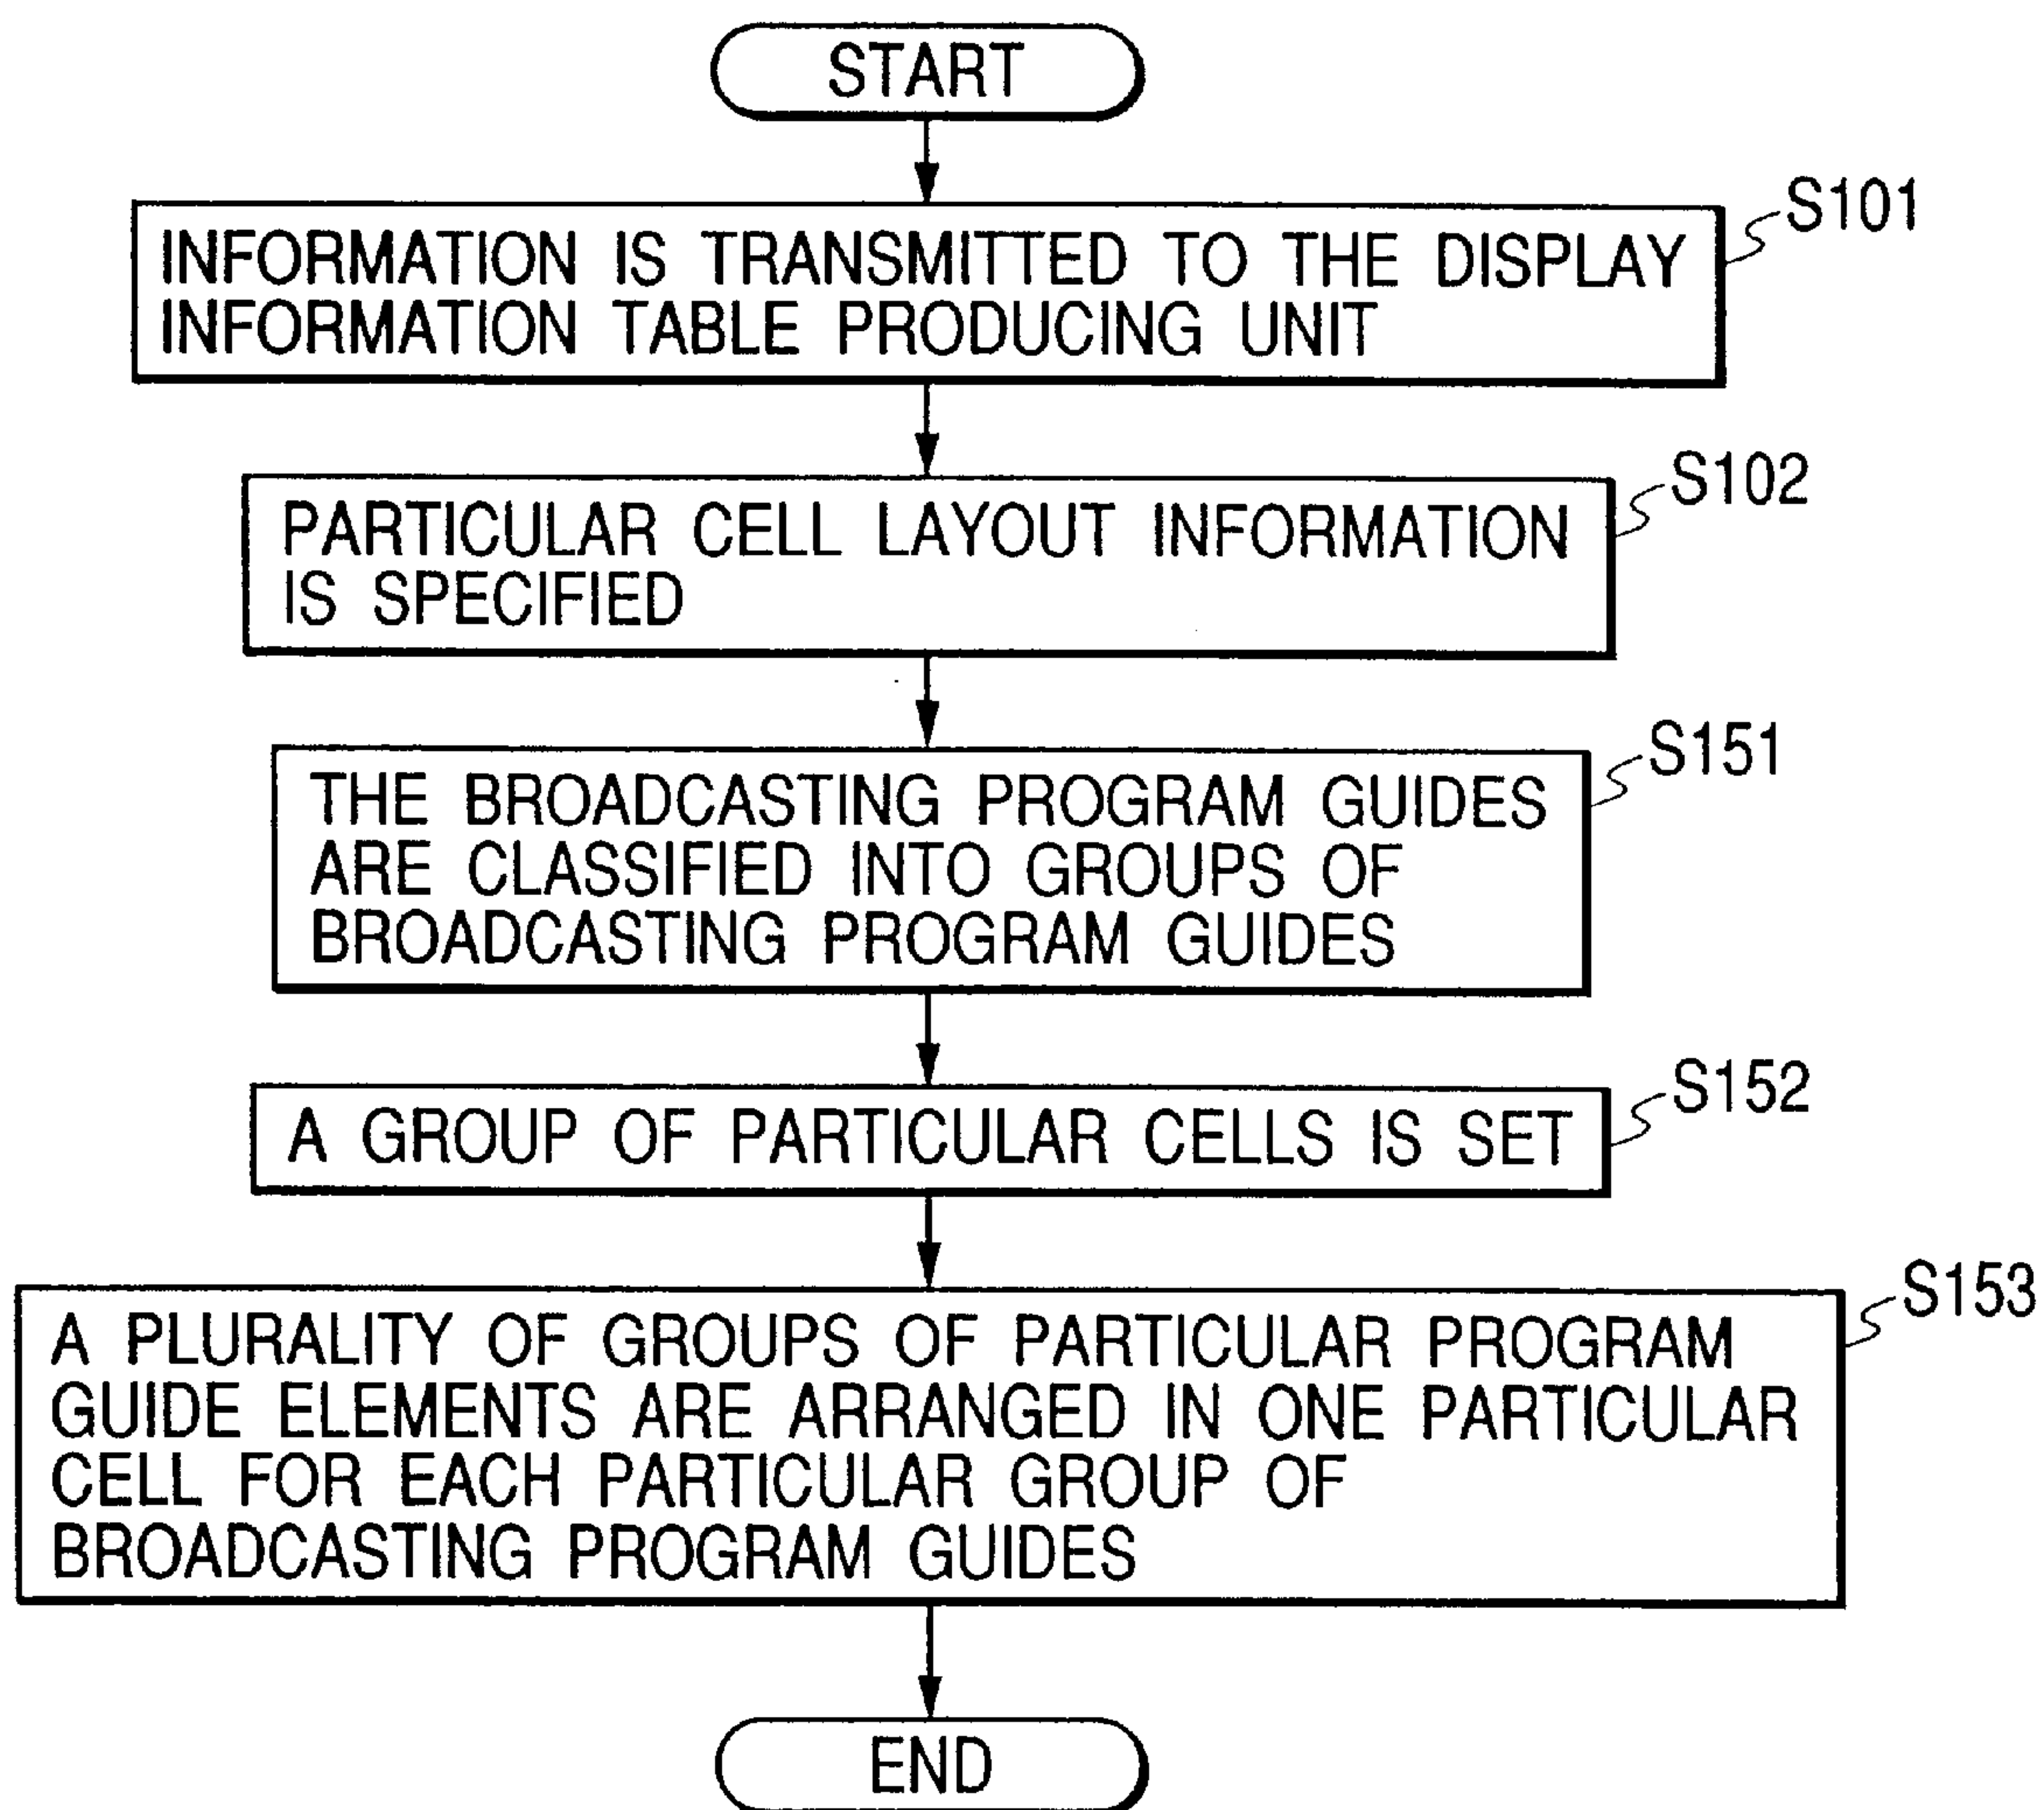 START
S101
INFORMATION IS TRANSMITTED TO THE DISPLAY
INFORMATION TABLE PRODUCING UNIT
S102
PARTICULAR CELL LAYOUT INFORMATION
IS SPECIFIED
S151
THE BROADCASTING PROGRAM GUIDES
ARE CLASSIFIED INTO GROUPS OF
BROADCASTING PROGRAM GUIDES
S152
A GROUP OF PARTICULAR CELLS IS SET
S153
A PLURALITY OF GROUPS OF PARTICULAR PROGRAM
GUIDE ELEMENTS ARE ARRANGED IN ONE PARTICULAR
CELL FOR EACH PARTICULAR GROUP OF
BROADCASTING PROGRAM GUIDES
END